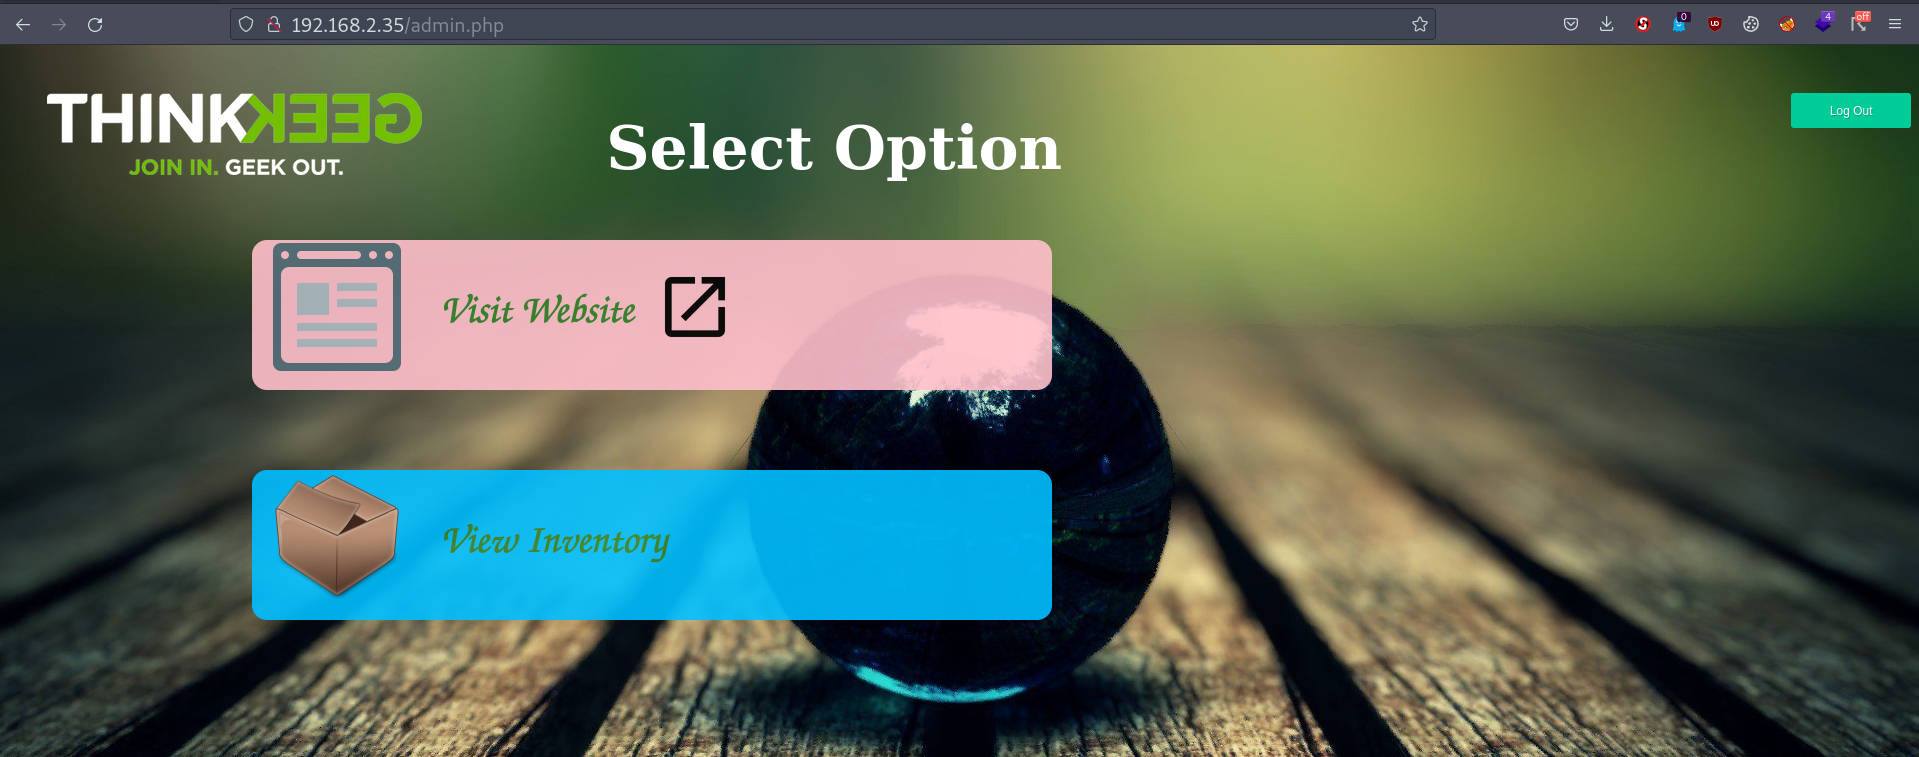 192.168.2.35/admin.php
0
4
off
THINKGEEK
JOIN IN. GEEK OUT.
Select Option
Log Out
Visit Website
View Inventory